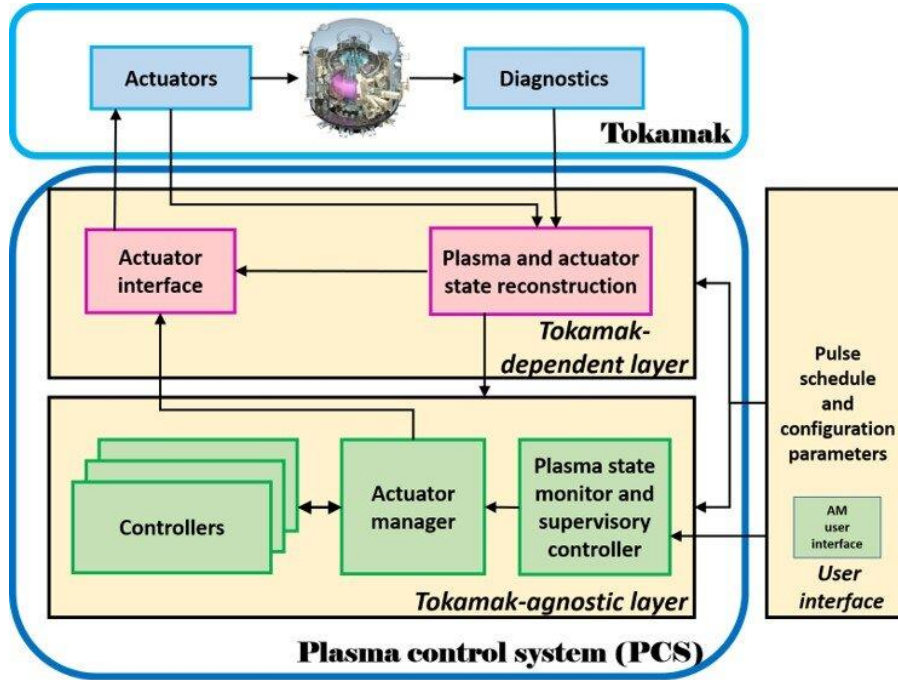 Actuators
Diagnostics
Tokamak
Actuator
interface
Plasma and actuator
state reconstruction
Tokamak-
dependent layer
Controllers
Actuator
manager
Plasma state
monitor and
supervisory
controller
Tokamak-agnostic layer
Plasma control system (PCS)
Pulse
schedule
and
configuration
parameters
AM
user
interface
User
interface